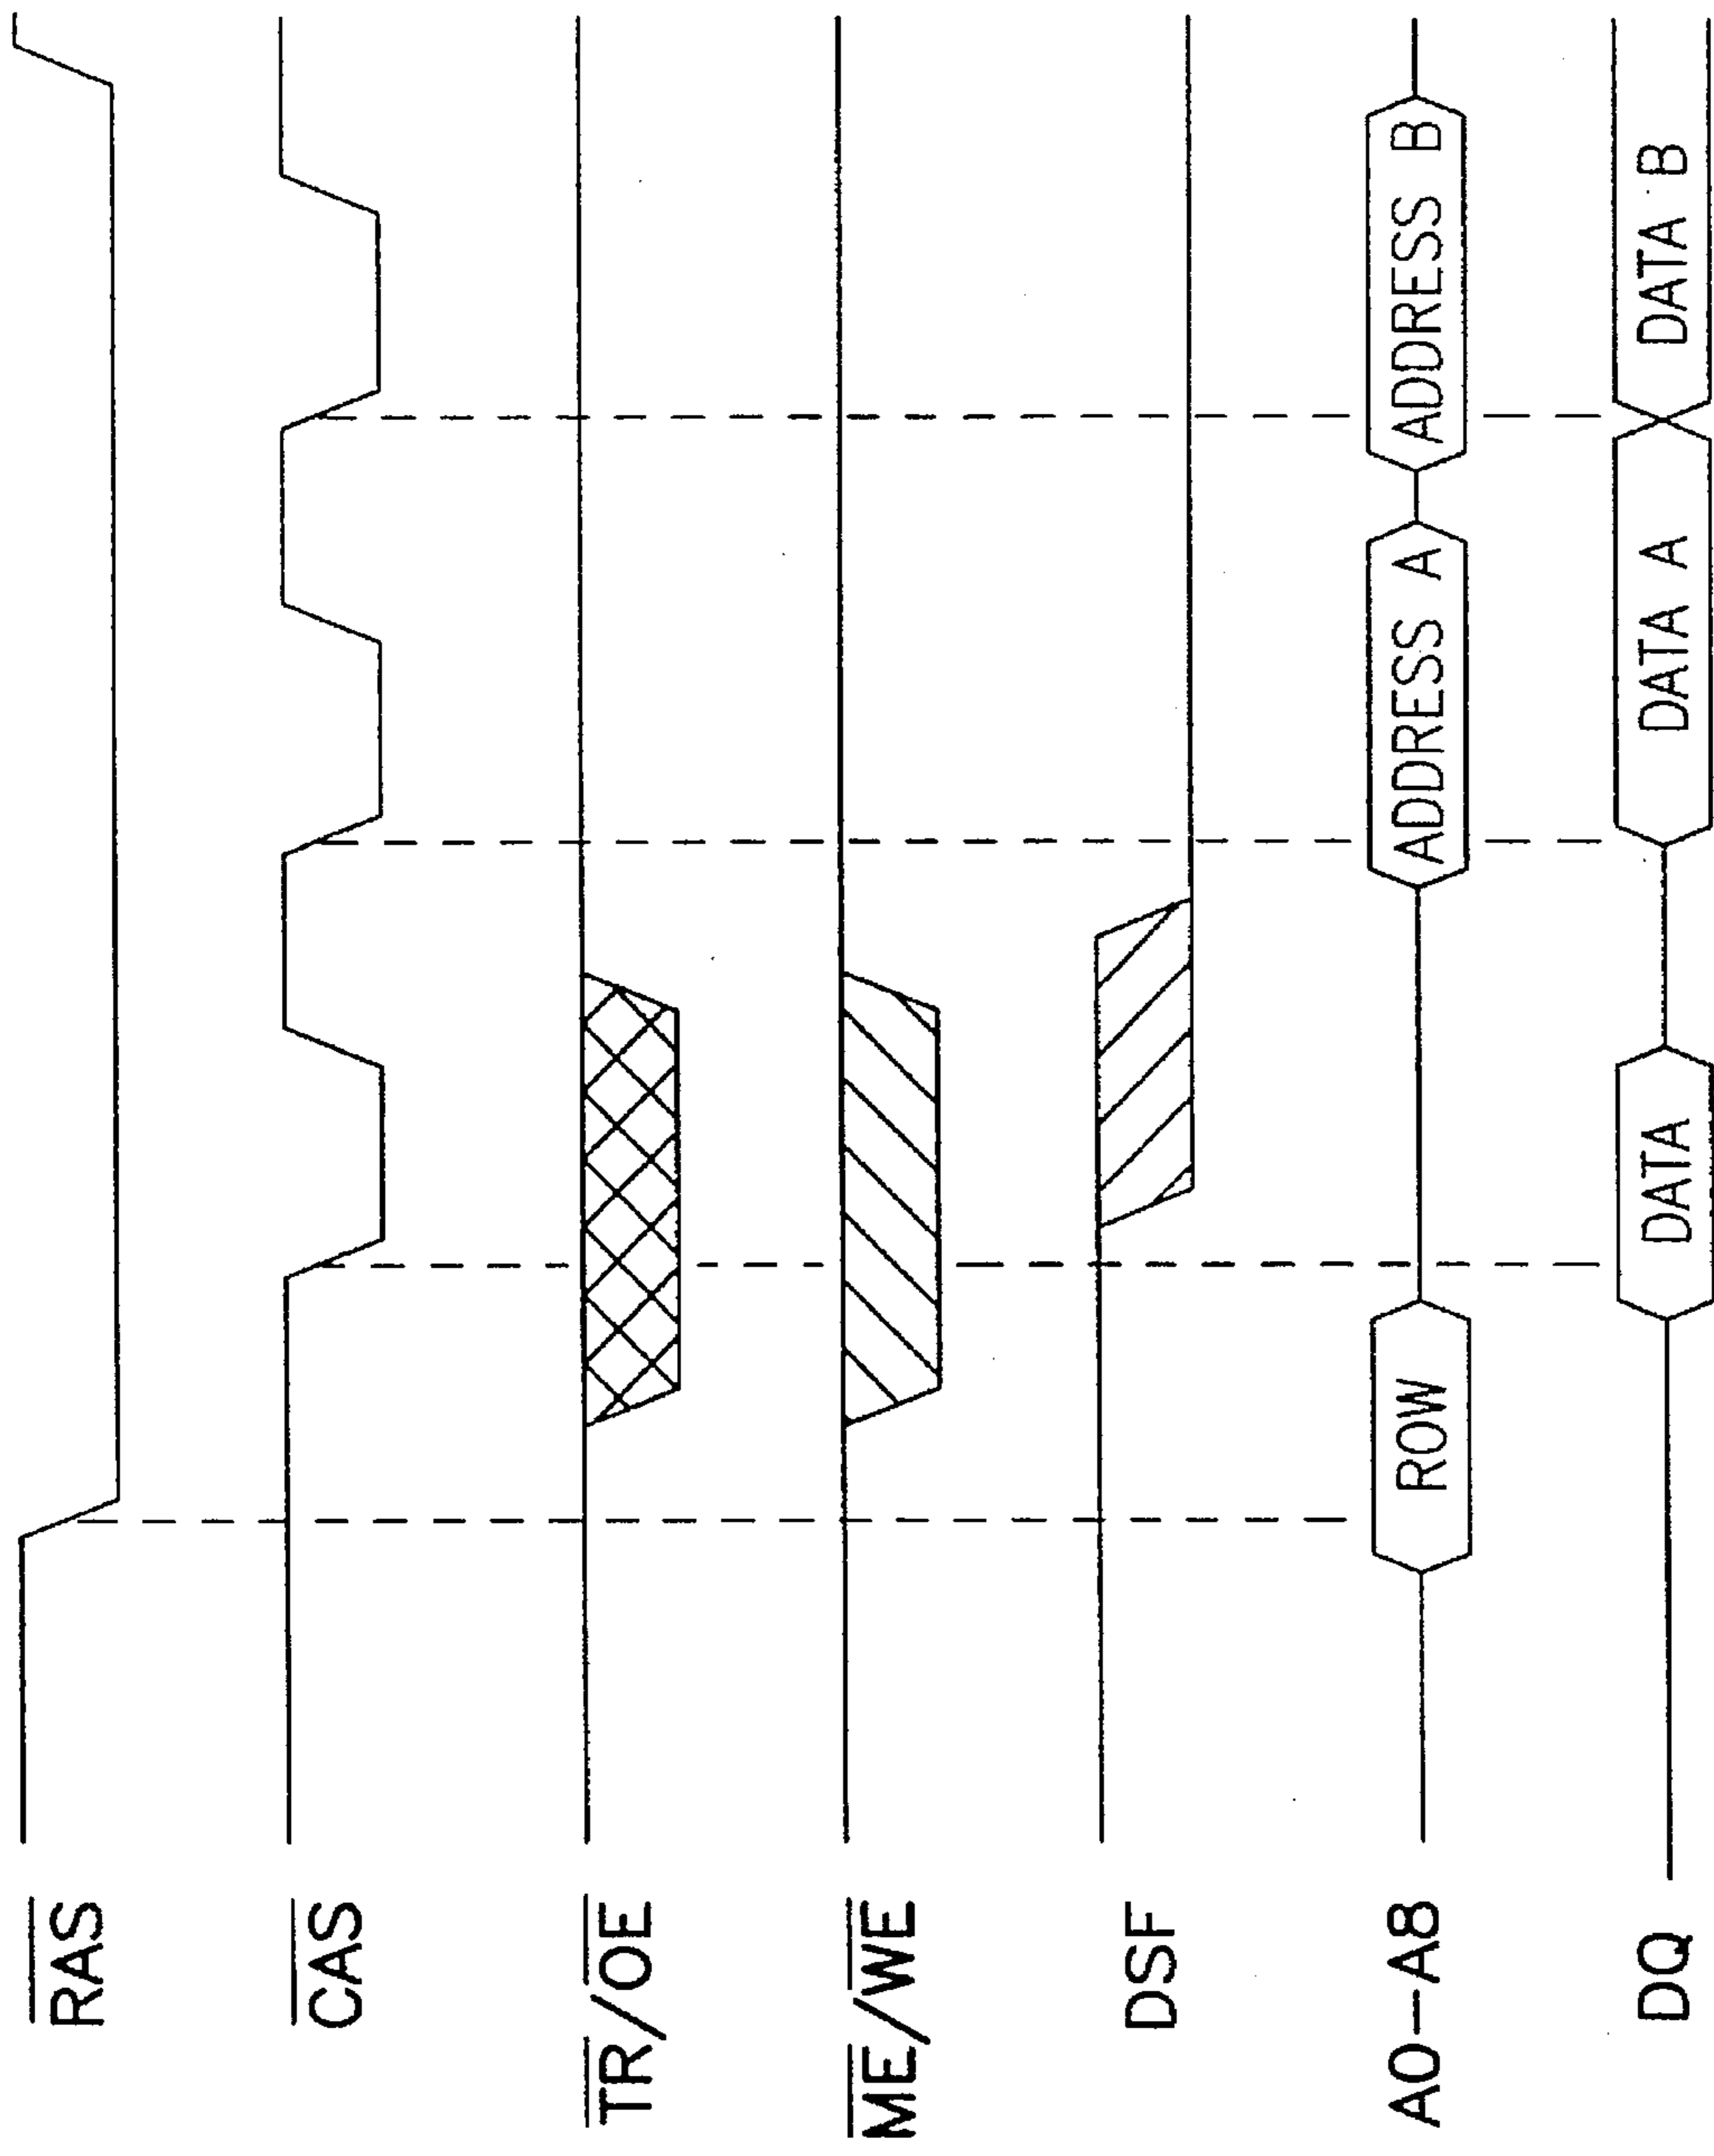 RAS
CAS
TR/OE
ME/WE
DSF
A0-A8 ROW ADDRESS A ADDRESS B
DQ DATA DATA A DATA B